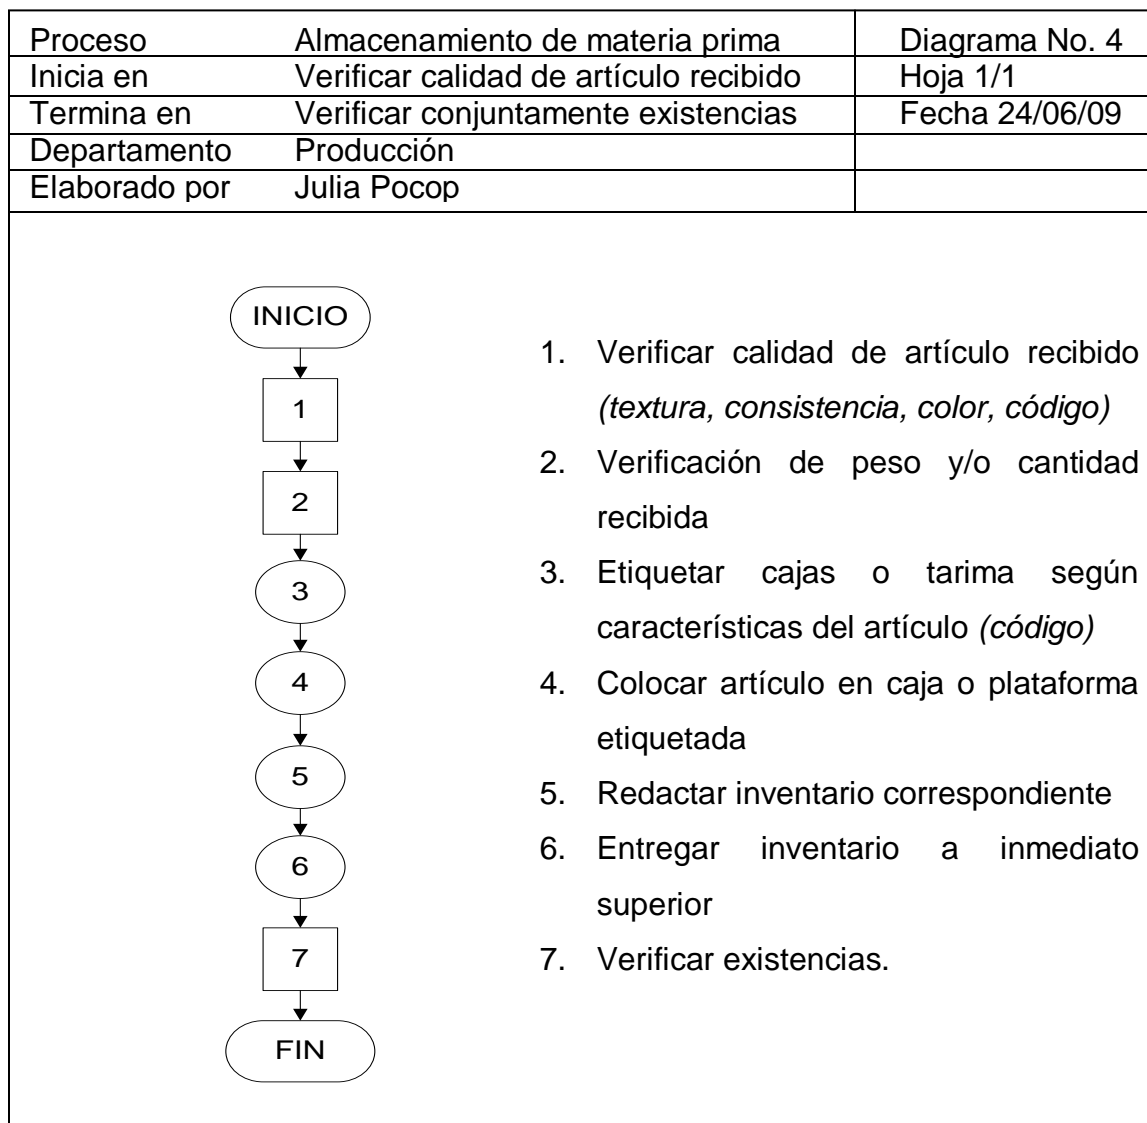 Proceso Almacenamiento de materia prima Diagrama No. 4
Inicia en Verificar calidad de artículo recibido Hoja 1/1
Termina en Verificar conjuntamente existencias Fecha 24/06/09
Departamento Producción
Elaborado por Julia Pocop
INICIO
1
2
3
4
5
6
7
FIN
1. Verificar calidad de artículo recibido
(textura, consistencia, color, código)
2. Verificación de peso y/o cantidad
recibida
3. Etiquetar cajas o tarima según
características del artículo (código)
4. Colocar artículo en caja o plataforma
etiquetada
5. Redactar inventario correspondiente
6. Entregar inventario a inmediato
superior
7. Verificar existencias.